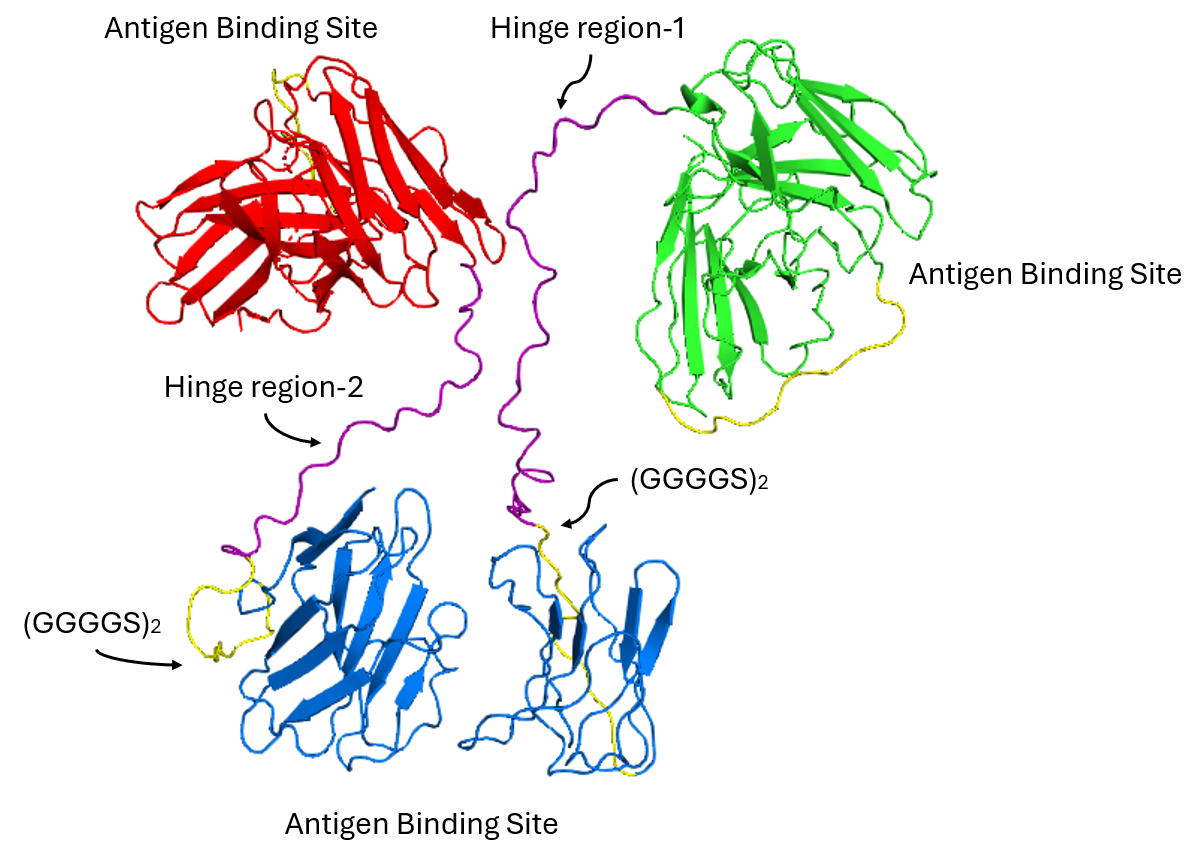 Antigen Binding Site
Hinge region-1
Antigen Binding Site
Hinge region-2
(GGGGS)2
(GGGGS)2
Antigen Binding Site